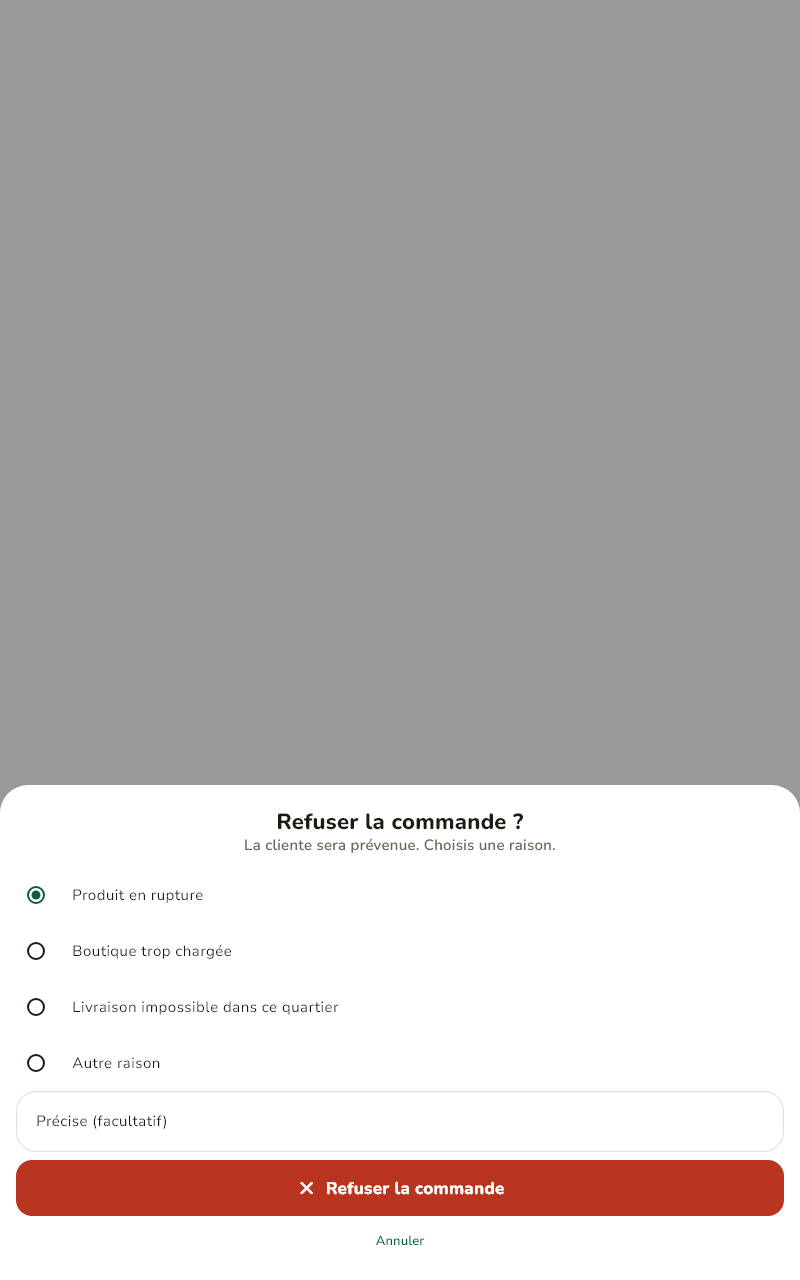 Refuser la commande ?
La cliente sera prévenue. Choisis une raison.
Produit en rupture
Boutique trop chargée
Livraison impossible dans ce quartier
Autre raison
Précise (facultatif)
Refuser la commande
Annuler